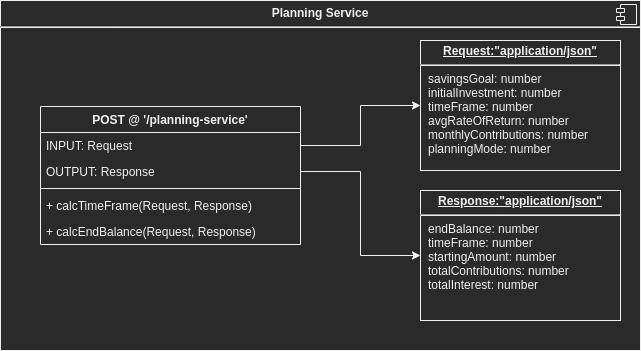 Planning Service
POST @ '/planning-service'
INPUT: Request
OUTPUT: Response
+ calcTimeFrame(Request, Response)
+ calcEndBalance(Request, Response)
Request:"application/json"
savingsGoal: number
initialInvestment: number
timeFrame: number
avgRateOfReturn: number
monthlyContributions: number
planningMode: number
Response:"application/json"
endBalance: number
timeFrame: number
startingAmount: number
totalContributions: number
totalInterest: number